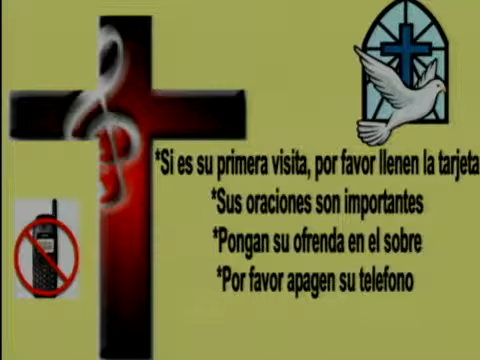 *Si es su primera visita, por favor llenen la tarjeta
*Sus oraciones son importantes
*Pongan su ofrenda en el sobre
*Por favor apagen su telefono